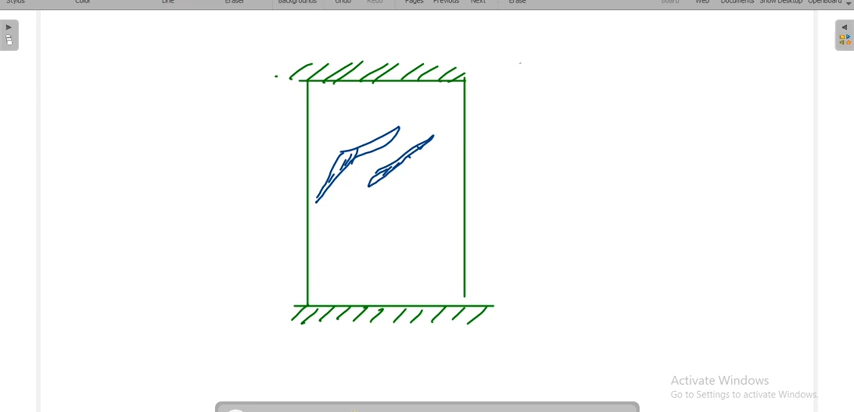 Stylus Color Line Eraser Backgrounds Undo Redo Pages Previous Next Erase Board Web Documents Show Desktop OpenBoard
Activate Windows
Go to Settings to activate Windows.